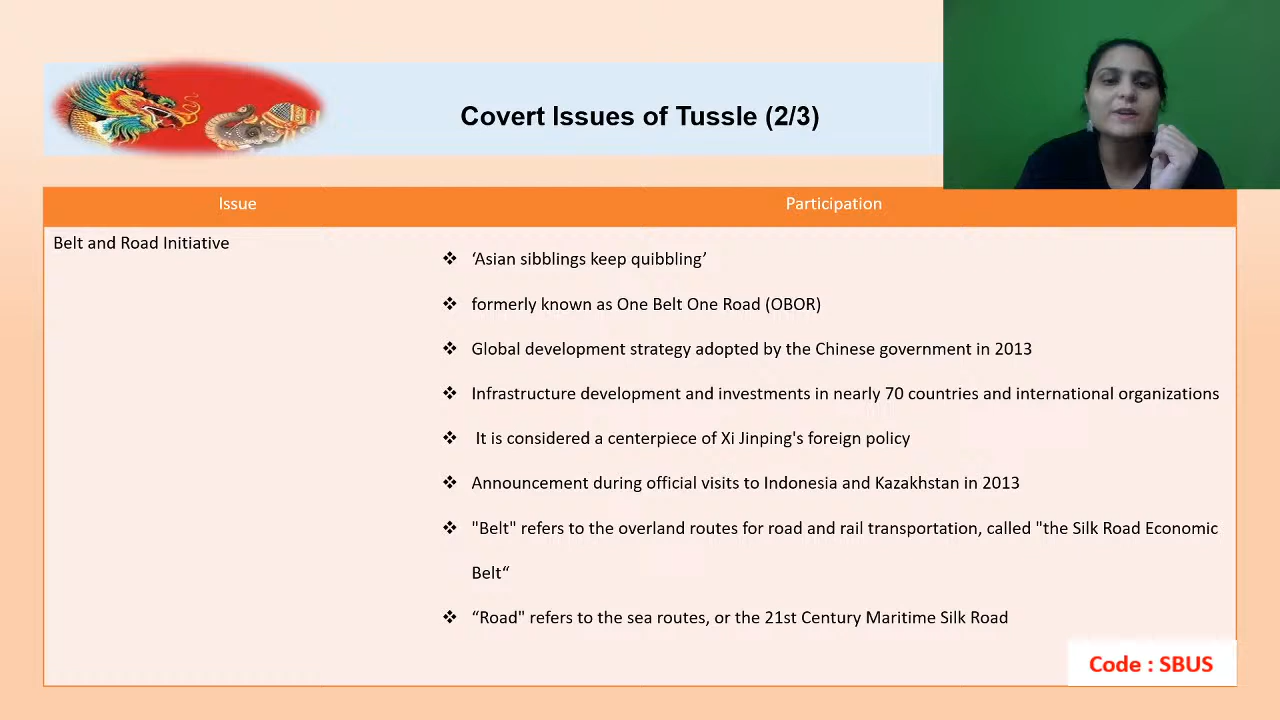 Covert Issues of Tussle (2/3)
Issue
Participation
Belt and Road Initiative
❖ ‘Asian sibblings keep quibbling’
❖ formerly known as One Belt One Road (OBOR)
❖ Global development strategy adopted by the Chinese government in 2013
❖ Infrastructure development and investments in nearly 70 countries and international organizations
❖ It is considered a centerpiece of Xi Jinping's foreign policy
❖ Announcement during official visits to Indonesia and Kazakhstan in 2013
❖ "Belt" refers to the overland routes for road and rail transportation, called "the Silk Road Economic
Belt“
❖ “Road" refers to the sea routes, or the 21st Century Maritime Silk Road
Code : SBUS